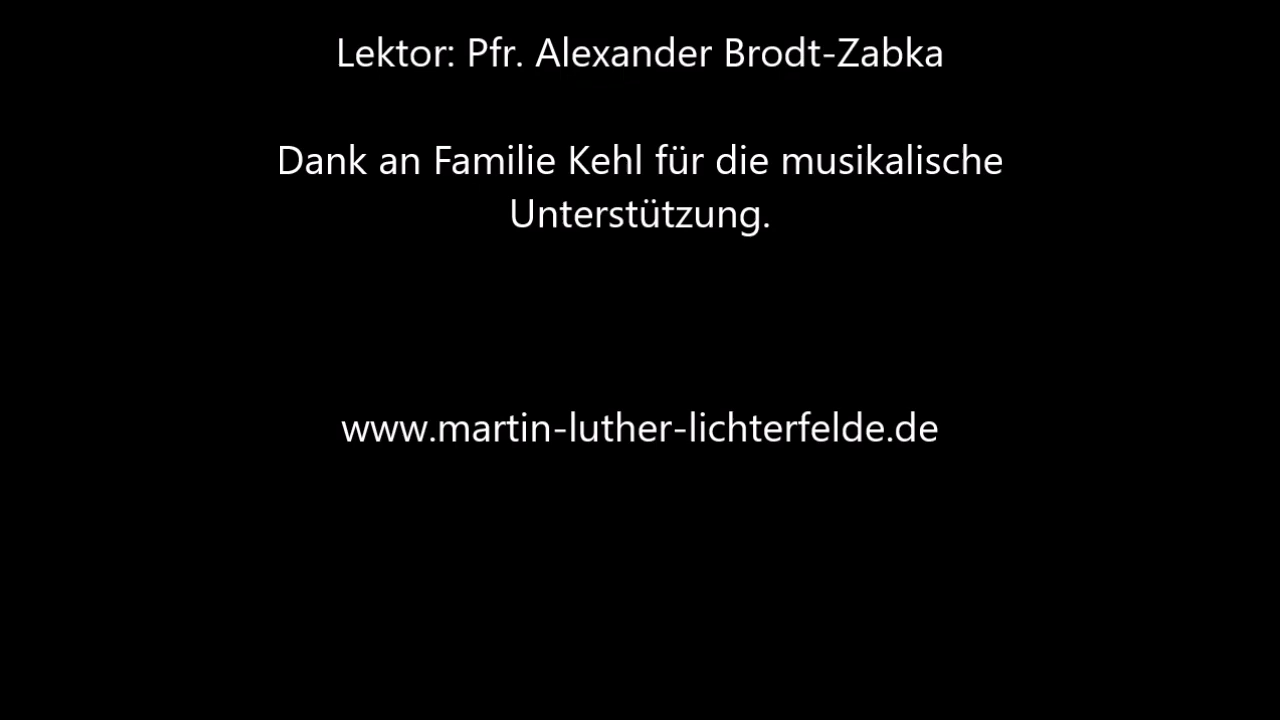 Lektor: Pfr. Alexander Brodt-Zabka
Dank an Familie Kehl für die musikalische
Unterstützung.
www.martin-luther-lichterfelde.de